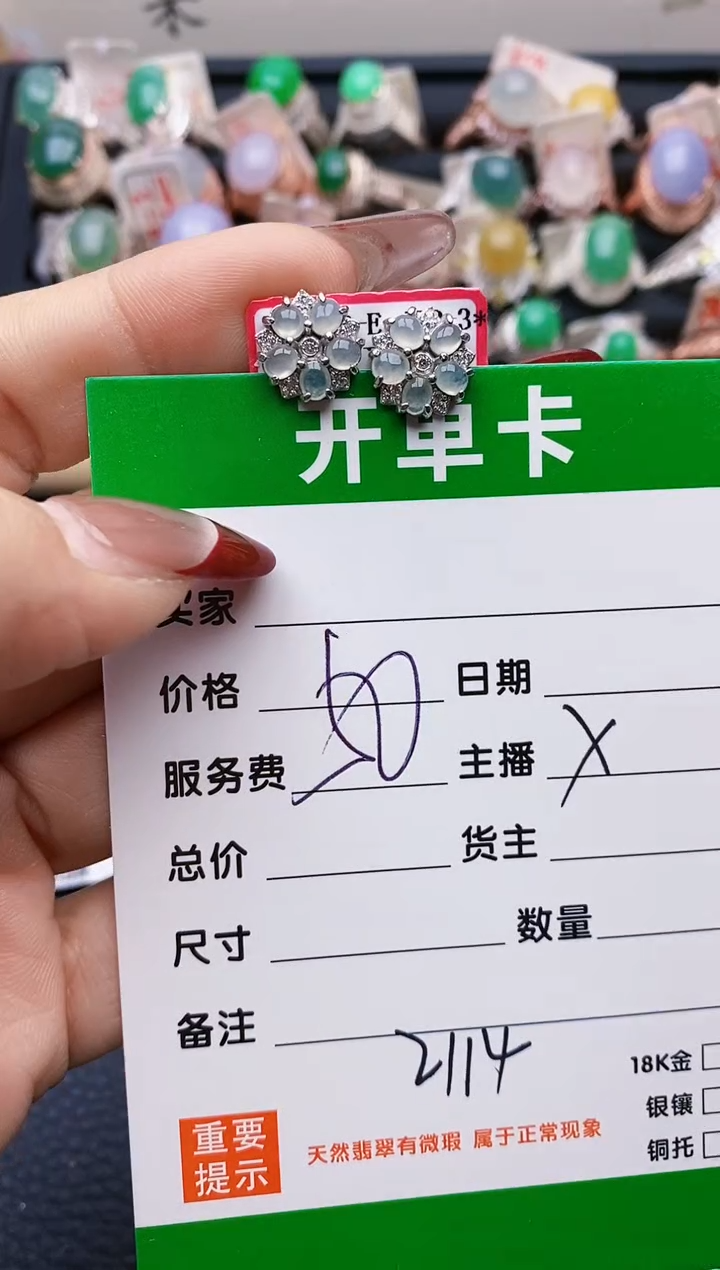 开单卡
买家
价格 50 日期
服务费 主播 X
总价 货主
尺寸 数量
备注
2114
18K金
银镶
铜托
重要提示
天然翡翠有微瑕 属于正常现象